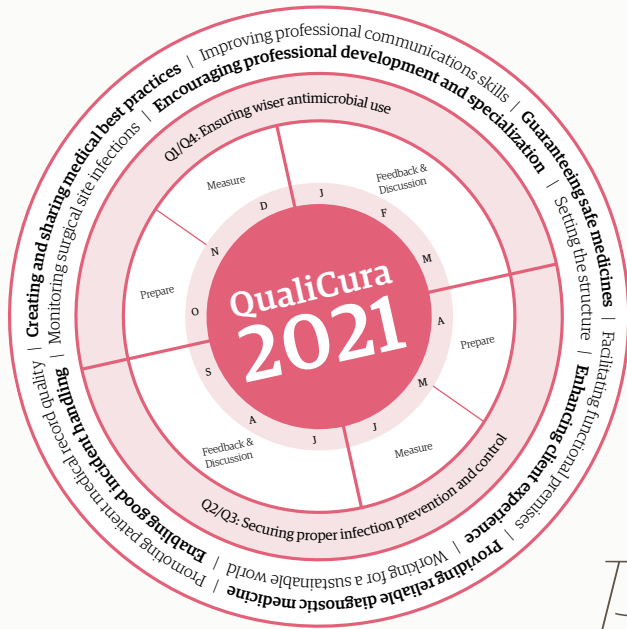 Creating and sharing medical best practices | Improving professional communications skills | Guaranteeing safe medicines | Facilitating functional premises | Providing reliable diagnostic medicine | Promoting patient medical record quality |
Monitoring surgical site infections | Encouraging professional development and specialization | Setting the structure | Enhancing client experience | Working for a sustainable world | Enabling good incident handling |
Q1/Q4: Ensuring wiser antimicrobial use
Measure
Feedback &
Discussion
Prepare
Prepare
Feedback &
Discussion
Measure
Q2/Q3: Securing proper infection prevention and control
J
F
M
A
M
J
J
A
S
O
N
D
QualiCura
2021